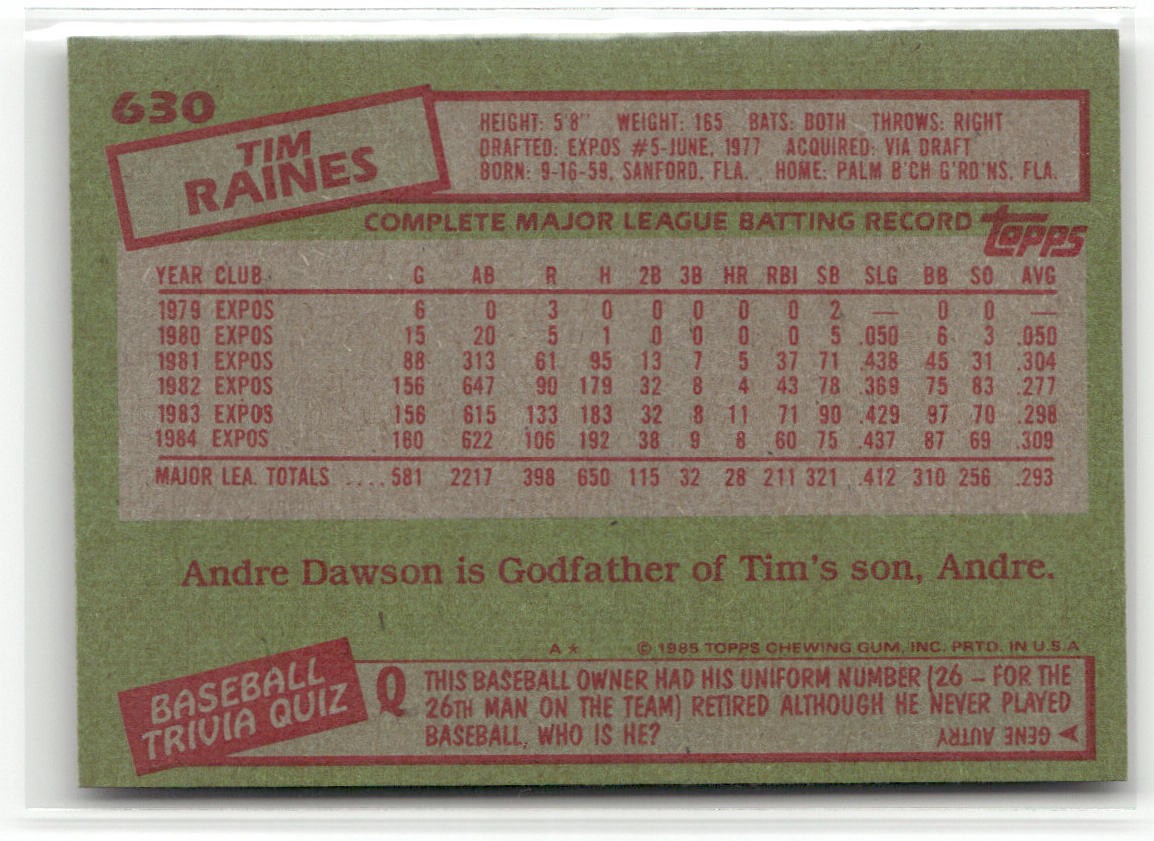 630
TIM
RAINES
HEIGHT: 5'8" WEIGHT: 165 BATS: BOTH THROWS: RIGHT
DRAFTED: EXPOS #5-JUNE, 1977 ACQUIRED: VIA DRAFT
BORN: 9-16-59, SANFORD, FLA. HOME: PALM B'CH G'RD'NS, FLA.
COMPLETE MAJOR LEAGUE BATTING RECORD topps
YEAR CLUB G AB R H 2B 3B HR RBI SB SLG BB SO AVG
1979 EXPOS 6 0 3 0 0 0 0 0 2 — 0 0 —
1980 EXPOS 15 20 5 1 0 0 0 0 5 .050 6 3 .050
1981 EXPOS 88 313 61 95 13 7 5 37 71 .438 45 31 .304
1982 EXPOS 156 647 90 179 32 8 4 43 78 .369 75 83 .277
1983 EXPOS 156 615 133 183 32 8 11 71 90 .429 97 70 .298
1984 EXPOS 160 622 106 192 38 9 8 60 75 .437 87 69 .309
MAJOR LEA. TOTALS ....581 2217 398 650 115 32 28 211 321 .412 310 256 .293
Andre Dawson is Godfather of Tim's son, Andre.
A* © 1985 TOPPS CHEWING GUM, INC. PRTD. IN U.S.A
BASEBALL
TRIVIA QUIZ
Q THIS BASEBALL OWNER HAD HIS UNIFORM NUMBER (26 – FOR THE
26TH MAN ON THE TEAM) RETIRED ALTHOUGH HE NEVER PLAYED
BASEBALL, WHO IS HE?
A GENE AUTRY